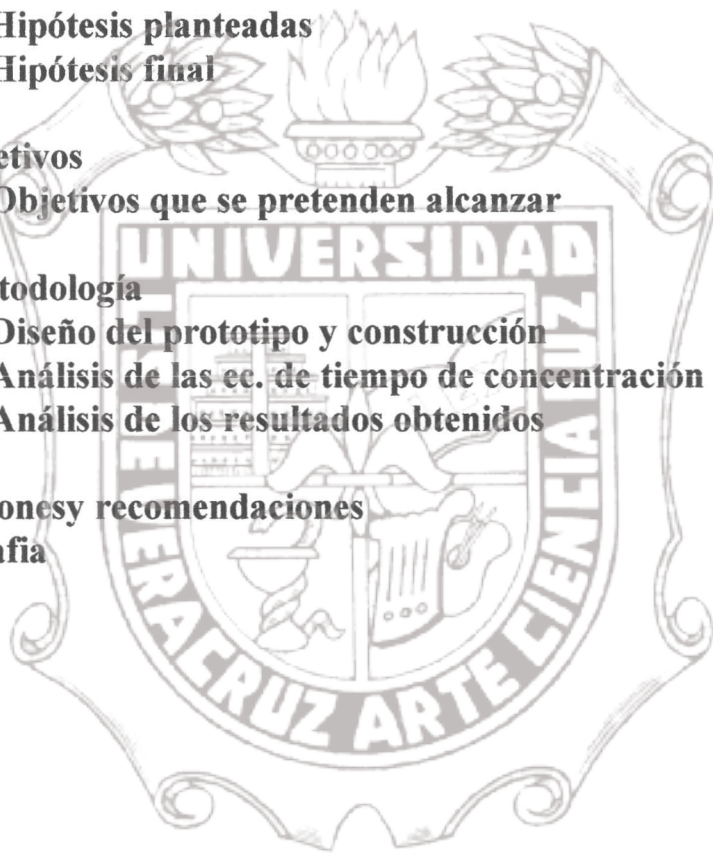 Hipótesis planteadas
Hipótesis final
etivos
Objetivos que se pretenden alcanzar
todología
Diseño del prototipo y construcción
Análisis de las ec. de tiempo de concentración
Análisis de los resultados obtenidos
onesy recomendaciones
afia
UNIVERSIDAD
VERACRUZ ARTE CIENCIA LUZ